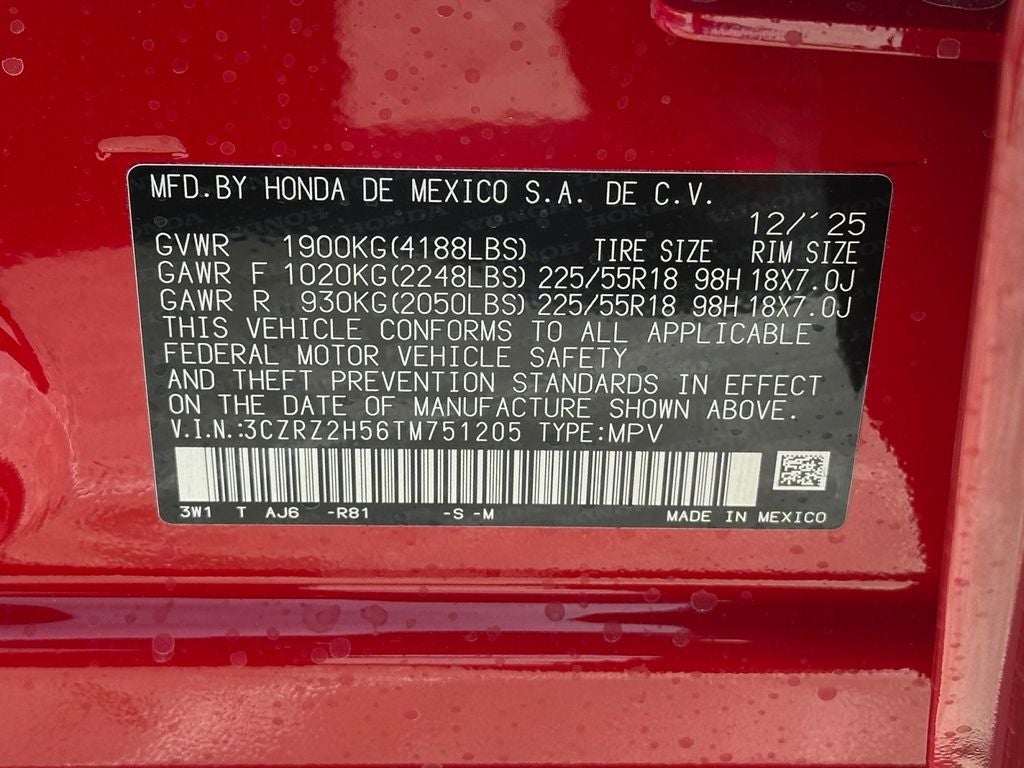 MFD.BY HONDA DE MEXICO S.A. DE C.V.
12/'25
GVWR 1900KG(4188LBS) TIRE SIZE RIM SIZE
GAWR F 1020KG(2248LBS) 225/55R18 98H 18X7.0J
GAWR R 930KG(2050LBS) 225/55R18 98H 18X7.0J
THIS VEHICLE CONFORMS TO ALL APPLICABLE
FEDERAL MOTOR VEHICLE SAFETY
AND THEFT PREVENTION STANDARDS IN EFFECT
ON THE DATE OF MANUFACTURE SHOWN ABOVE.
V.I.N.:3CZRZ2H56TM751205 TYPE:MPV
3W1 T AJ6 -R81 -S -M MADE IN MEXICO